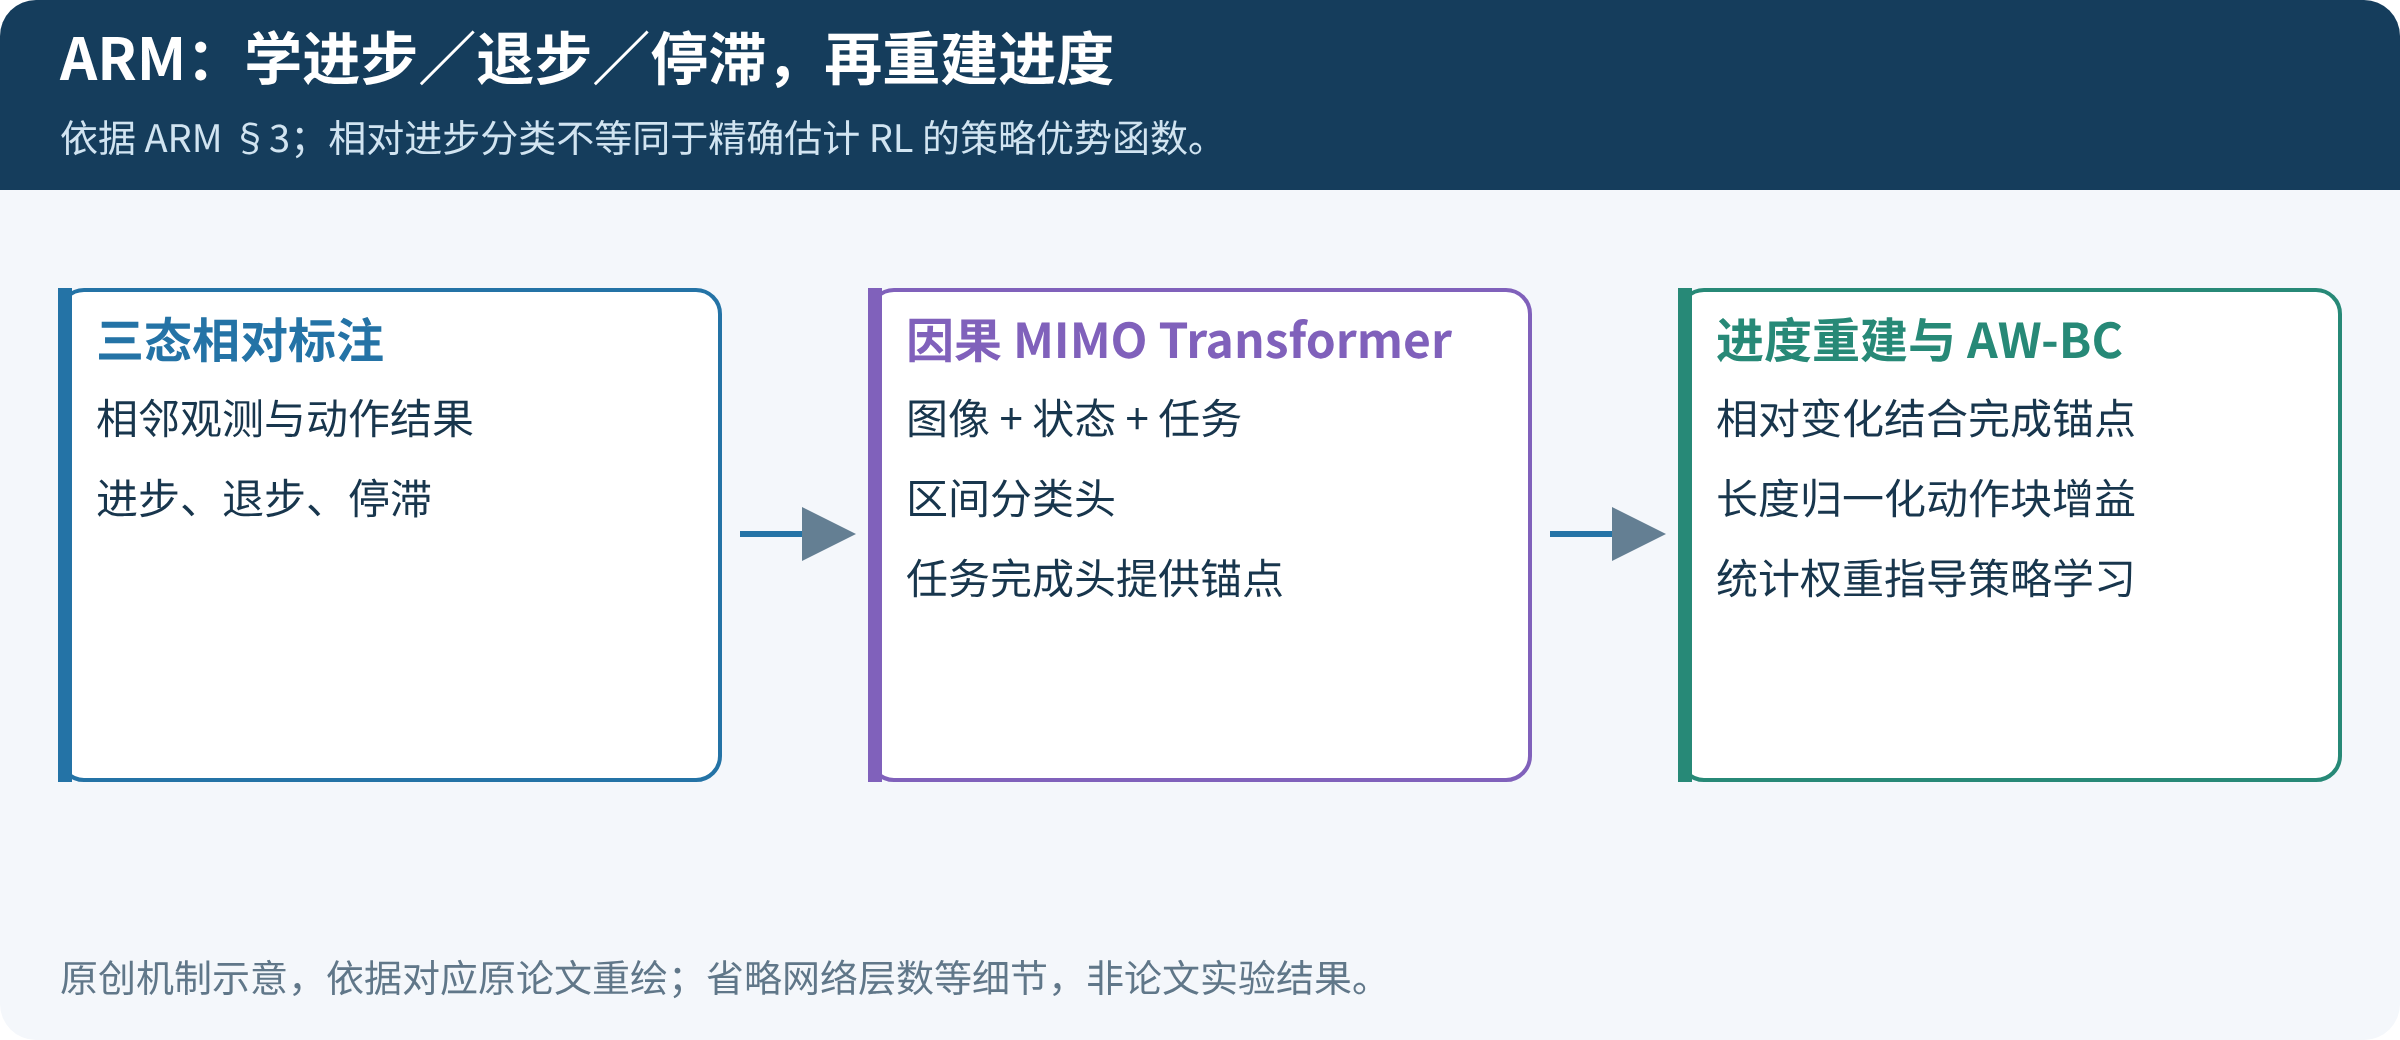 ARM：学进步／退步／停滞，再重建进度
依据 ARM §3；相对进步分类不等同于精确估计 RL 的策略优势函数。
三态相对标注
相邻观测与动作结果
进步、退步、停滞
因果 MIMO Transformer
图像 + 状态 + 任务
区间分类头
任务完成头提供锚点
进度重建与 AW-BC
相对变化结合完成锚点
长度归一化动作块增益
统计权重指导策略学习
原创机制示意，依据对应原论文重绘；省略网络层数等细节，非论文实验结果。